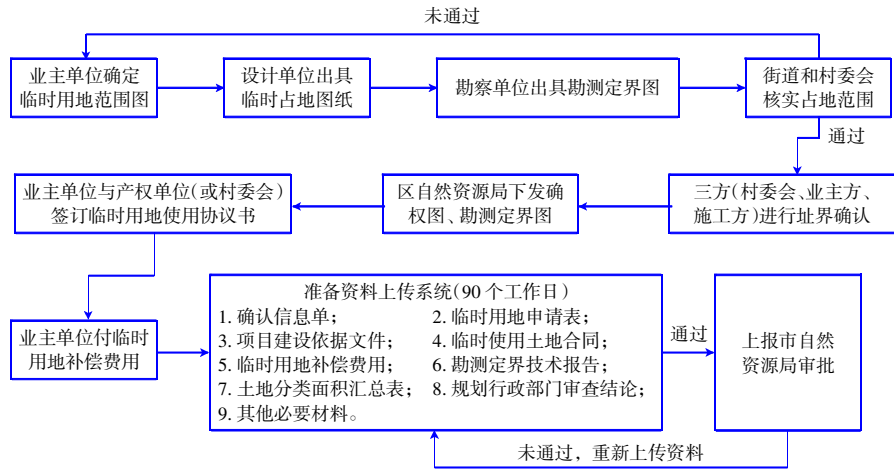 未通过
业主单位确定
临时用地范围图
设计单位出具
临时占地图纸
勘察单位出具勘测定界图
街道和村委会
核实占地范围
通过
业主单位与产权单位(或村委会)
签订临时用地使用协议书
区自然资源局下发确
权图、勘测定界图
三方(村委会、业主方、
施工方)进行址界确认
业主单位付临时
用地补偿费用
准备资料上传系统(90个工作日)
1. 确认信息单； 2. 临时用地申请表；
3. 项目建设依据文件； 4. 临时使用土地合同；
5. 临时用地补偿费用； 6. 勘测定界技术报告；
7. 土地分类面积汇总表； 8. 规划行政部门审查结论；
9. 其他必要材料。
通过
上报市自然
资源局审批
未通过，重新上传资料